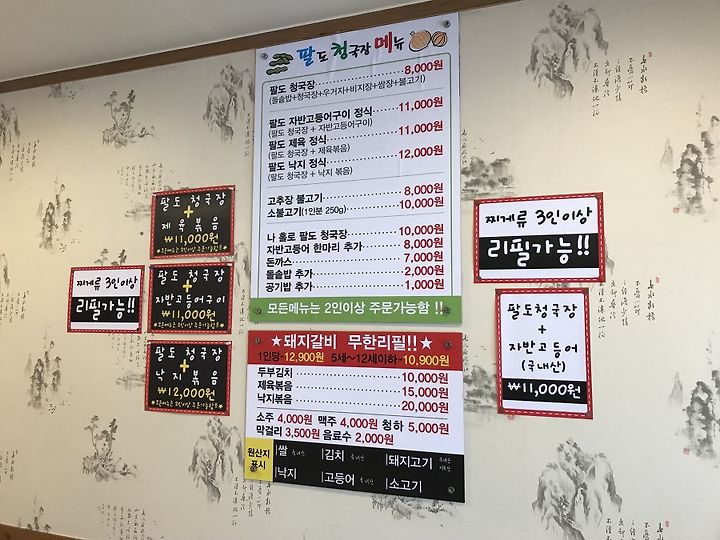 팔도 청국장 메뉴
팔도 청국장 8,000원
(돌솥밥+청국장+우거지+비지장+쌈장+불고기)
팔도 자반고등어구이 정식 11,000원
(팔도 청국장 + 자반고등어구이)
팔도 제육 정식 11,000원
(팔도 청국장 + 제육볶음)
팔도 낙지 정식 12,000원
(팔도 청국장 + 낙지 볶음)
고추장 불고기 8,000원
소불고기(1인분 250g) 10,000원
나 홀로 팔도 청국장 10,000원
자반고등어 한마리 추가 8,000원
돈까스 7,000원
돌솥밥 추가 2,000원
공기밥 추가 1,000원
모든메뉴는 2인이상 주문가능함 !!
★돼지갈비 무한리필!!★
1인당-12,900원 5세~12세이하-10,900원
두부김치 10,000원
제육볶음 15,000원
낙지볶음 20,000원
소주 4,000원 맥주 4,000원 청하 5,000원
막걸리 3,500원 음료수 2,000원
원산지
표시
쌀 김치 돼지고기
낙지 고등어 소고기
팔도 청국장
+
제육볶음
₩11,000원
팔도 청국장
+
자반고등어구이
₩11,000원
팔도 청국장
+
낙지볶음
₩12,000원
찌게류 3인이상
리필가능!!
찌게류 3인이상
리필가능!!
팔도청국장
+
자반고등어
(국내산)
₩11,000원